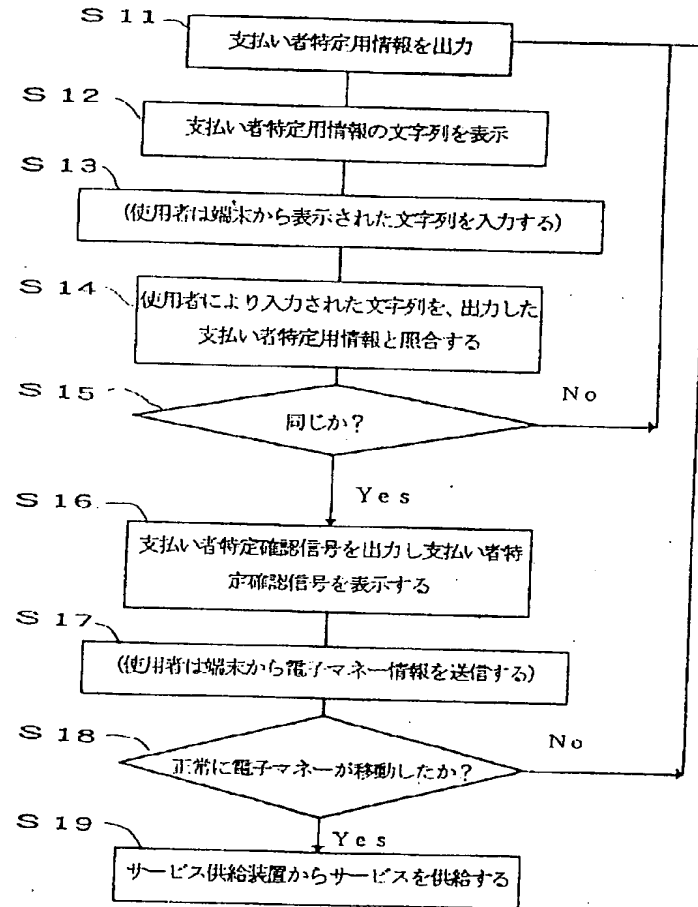 S 11
支払い者特定用情報を出力
S 12
支払い者特定用情報の文字列を表示
S 13
(使用者は端末から表示された文字列を入力する)
S 14
使用者により入力された文字列を、出力した
支払い者特定用情報と照合する
S 15
同じか?
No
Yes
S 16
支払い者特定確認信号を出力し支払い者特
定確認信号を表示する
S 17
(使用者は端末から電子マネー情報を送信する)
S 18
正常に電子マネーが移動したか?
No
Yes
S 19
サービス供給装置からサービスを供給する